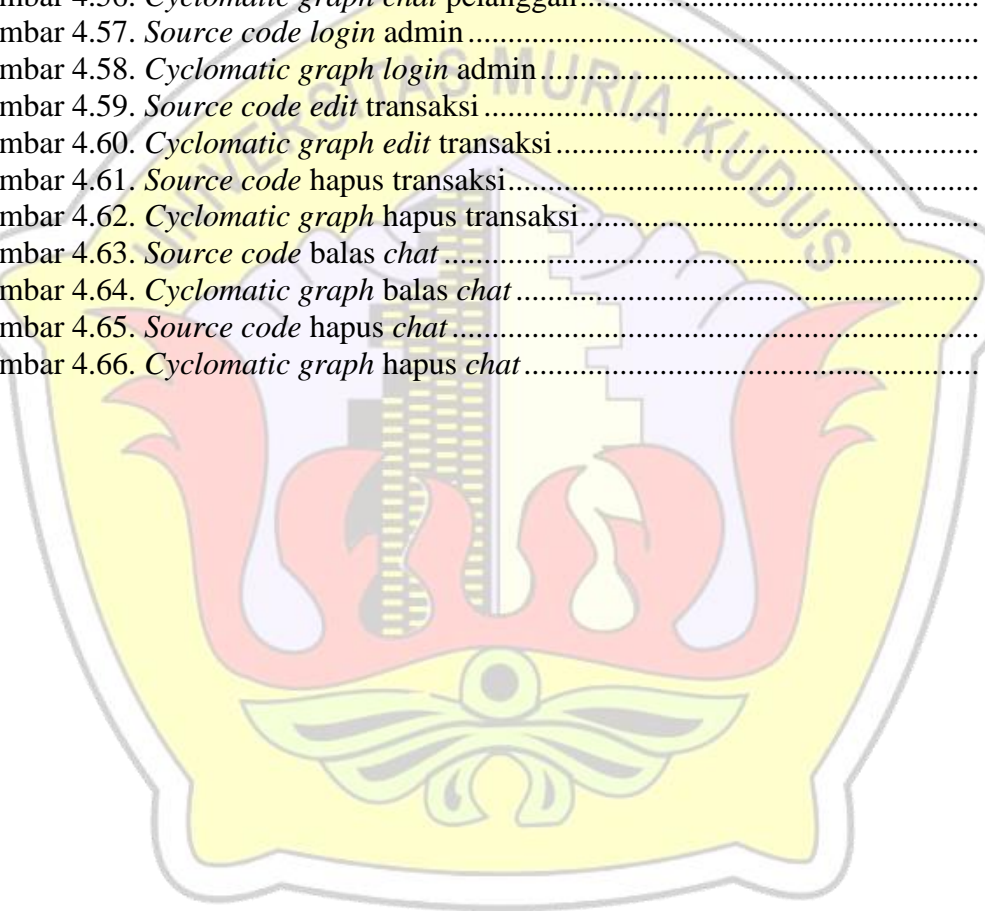 mbar 4.56. Cyclomatic graph chat pelanggan
mbar 4.57. Source code login admin
mbar 4.58. Cyclomatic graph login admin
mbar 4.59. Source code edit transaksi
mbar 4.60. Cyclomatic graph edit transaksi
mbar 4.61. Source code hapus transaksi
mbar 4.62. Cyclomatic graph hapus transaksi
mbar 4.63. Source code balas chat
mbar 4.64. Cyclomatic graph balas chat
mbar 4.65. Source code hapus chat
mbar 4.66. Cyclomatic graph hapus chat
UNIVERSITAS MURIA KUDUS